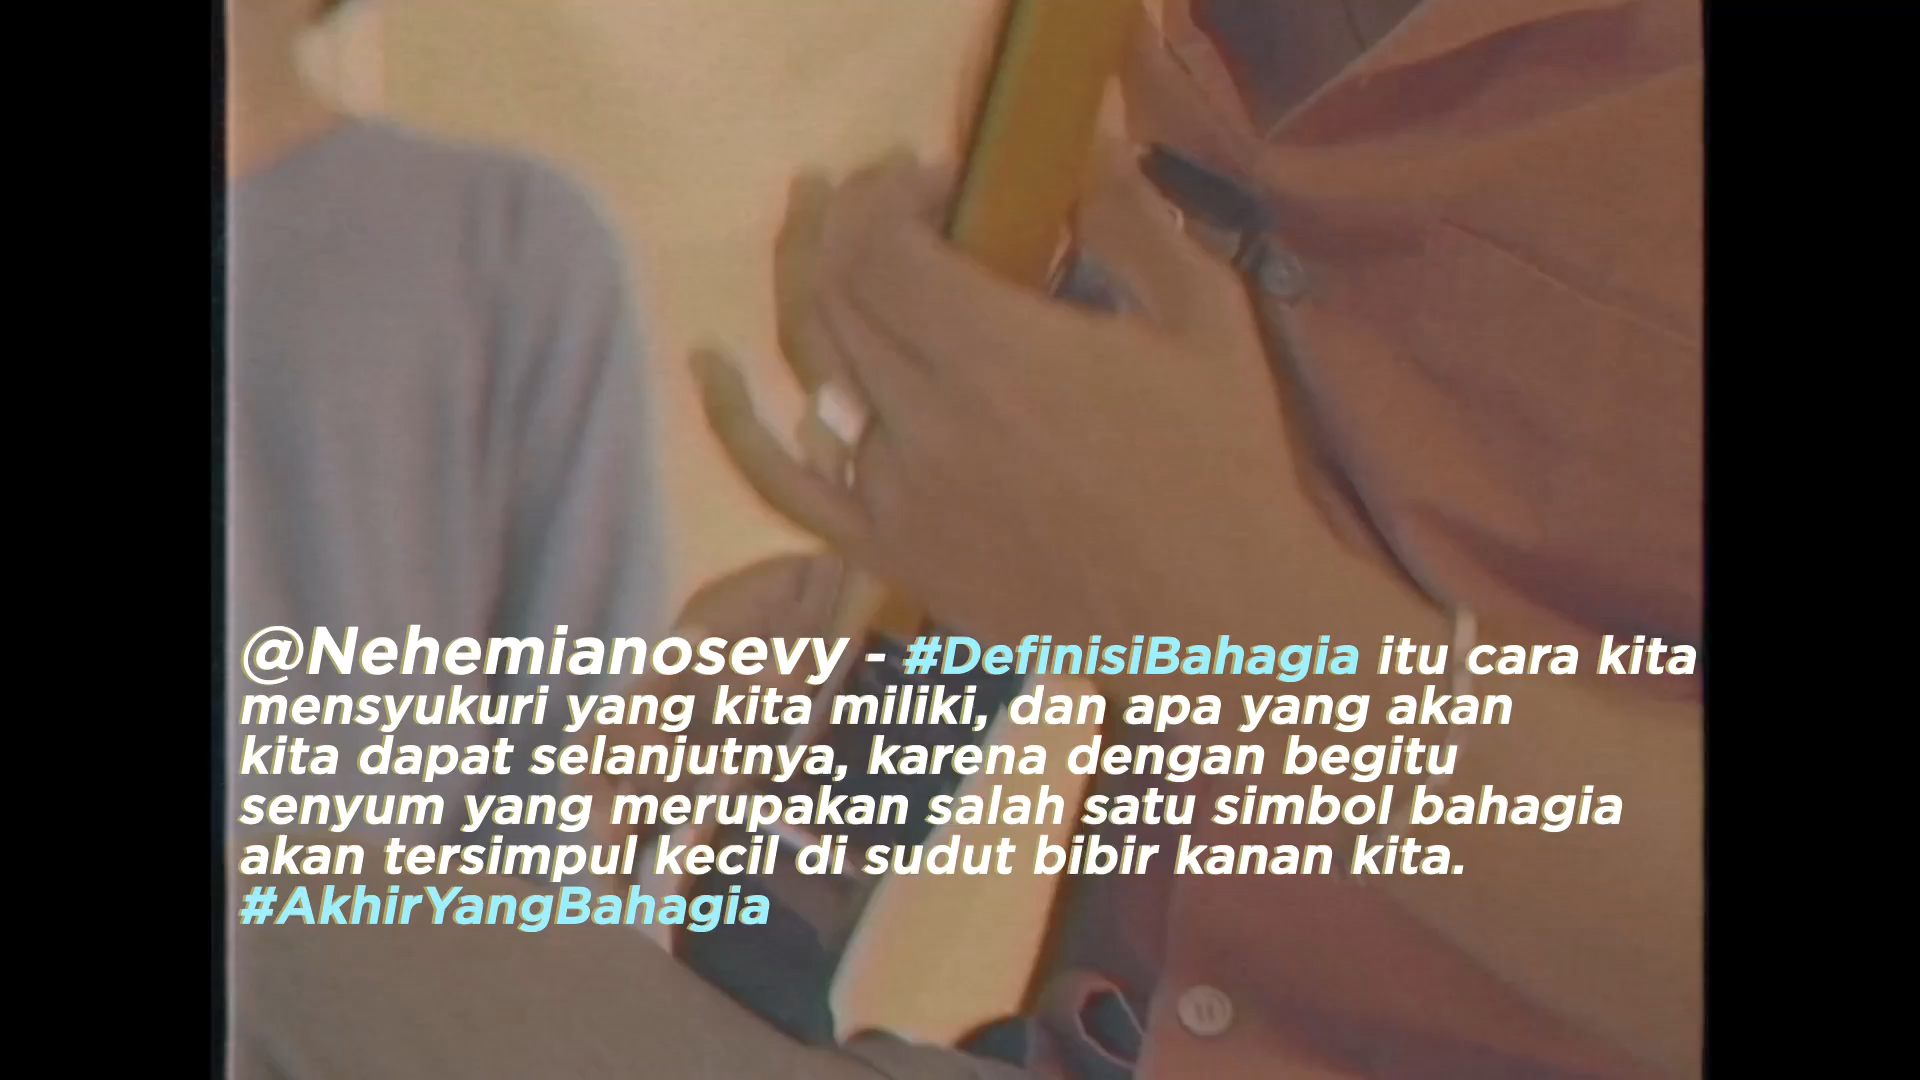 @Nehemianosevy - #DefinisiBahagia itu cara kita
mensyukuri yang kita miliki, dan apa yang akan
kita dapat selanjutnya, karena dengan begitu
senyum yang merupakan salah satu simbol bahagia
akan tersimpul kecil di sudut bibir kanan kita.
#AkhirYangBahagia